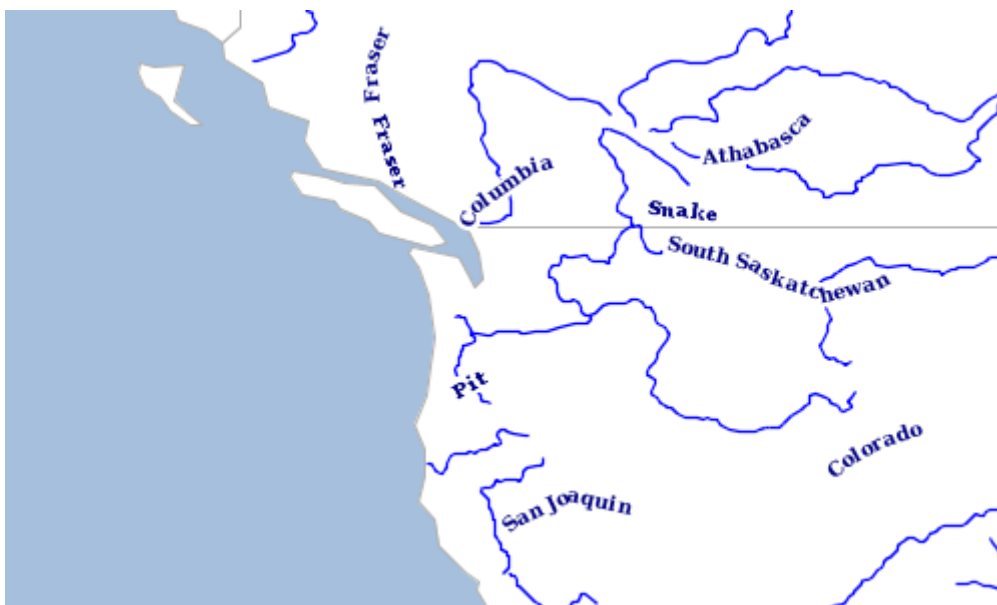 Fraser
Fraser
Athabasca
Columbia
Snake
South Saskatchewan
Pit
Colorado
San Joaquin